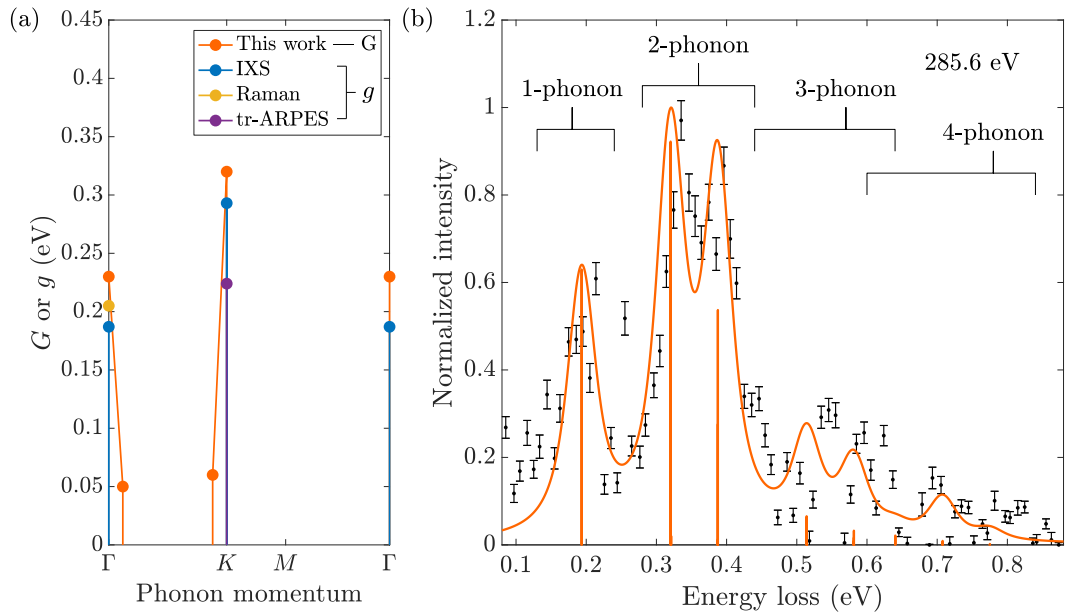 (a)
0.45
0.4
0.35
0.3
0.25
0.2
0.15
0.1
0.05
0
G or g (eV)
This work — G
IXS
Raman
g
tr-ARPES
Γ
K
M
Γ
Phonon momentum
(b)
1.2
1
0.8
0.6
0.4
0.2
0
Normalized intensity
2-phonon
285.6 eV
1-phonon
3-phonon
4-phonon
0.1 0.2 0.3 0.4 0.5 0.6 0.7 0.8
Energy loss (eV)